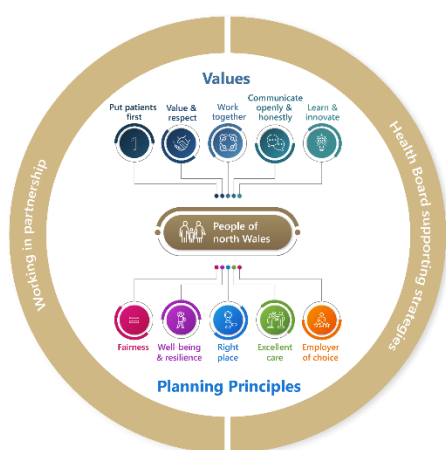 Values
Put patients
first
Value &
respect
Work
together
Communicate
openly &
honestly
Learn &
innovate
Working in partnership
Health Board supporting strategies
People of
north Wales
Fairness
Well-being
& resilience
Right
place
Excellent
care
Employer
of choice
Planning Principles